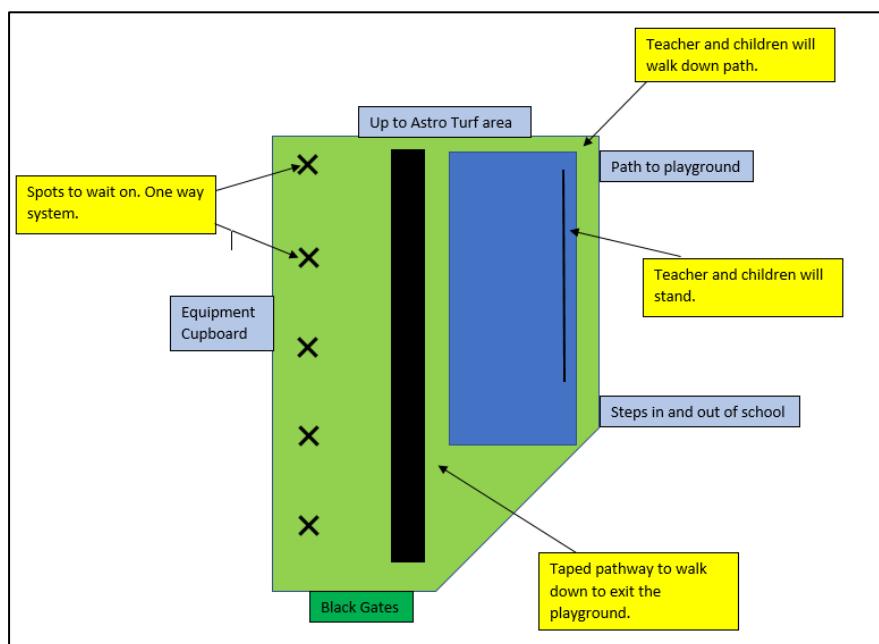 Teacher and children will
walk down path.
Up to Astro Turf area
Path to playground
Spots to wait on. One way
system.
Teacher and children will
stand.
Equipment
Cupboard
Steps in and out of school
Taped pathway to walk
down to exit the
playground.
Black Gates